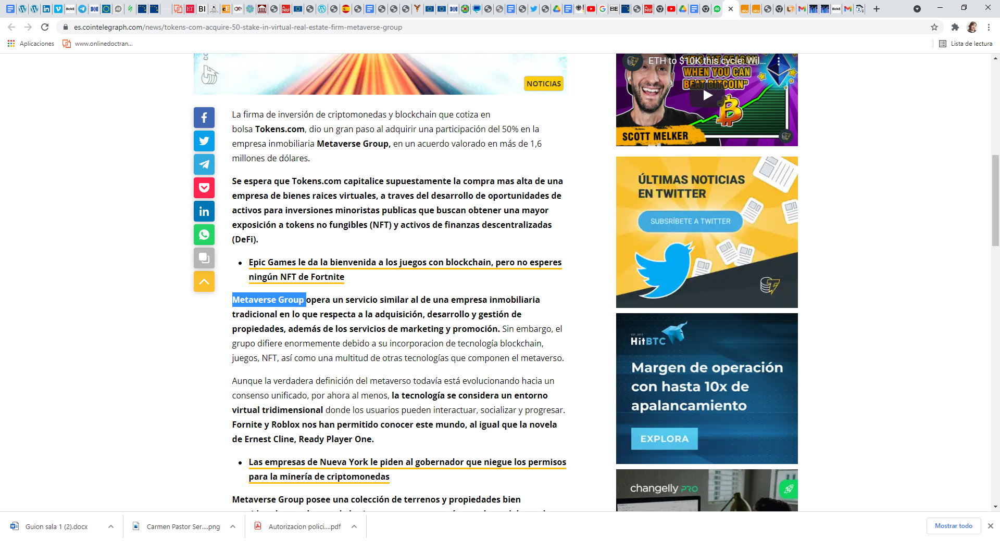 es.cointelegraph.com/news/tokens-com-acquire-50-stake-in-virtual-real-estate-firm-metaverse-group
Aplicaciones
www.onlinedoctran...
Lista de lectura
NOTICIAS
La firma de inversión de criptomonedas y blockchain que cotiza en
bolsa Tokens.com, dio un gran paso al adquirir una participación del 50% en la
empresa inmobiliaria Metaverse Group, en un acuerdo valorado en más de 1,6
millones de dólares.
Se espera que Tokens.com capitalice supuestamente la compra mas alta de una
empresa de bienes raices virtuales, a traves del desarrollo de oportunidades de
activos para inversiones minoristas publicas que buscan obtener una mayor
exposición a tokens no fungibles (NFT) y activos de finanzas descentralizadas
(DeFi).
Epic Games le da la bienvenida a los juegos con blockchain, pero no esperes
ningún NFT de Fortnite
Metaverse Group opera un servicio similar al de una empresa inmobiliaria
tradicional en lo que respecta a la adquisición, desarrollo y gestión de
propiedades, además de los servicios de marketing y promoción. Sin embargo, el
grupo difiere enormemente debido a su incorporacion de tecnología blockchain,
juegos, NFT, así como una multitud de otras tecnologías que componen el metaverso.
Aunque la verdadera definición del metaverso todavía está evolucionando hacia un
consenso unificado, por ahora al menos, la tecnología se considera un entorno
virtual tridimensional donde los usuarios pueden interactuar, socializar y progresar.
Fornite y Roblox nos han permitido conocer este mundo, al igual que la novela
de Ernest Cline, Ready Player One.
Las empresas de Nueva York le piden al gobernador que niegue los permisos
para la minería de criptomonedas
Metaverse Group posee una colección de terrenos y propiedades bien
ETH to $10K this cycle: Wil...
WHEN YOU CAN
BEAT BITCOIN"
SCOTT MELKER
ÚLTIMAS NOTICIAS
EN TWITTER
SUBSRÍBETE A TWITTER
HitBTC
Margen de operación
con hasta 10x de
apalancamiento
EXPLORA
changelly PRO
Guion sala 1 (2).docx
Carmen Pastor Ser....png
Autorizacion polici....pdf
Mostrar todo